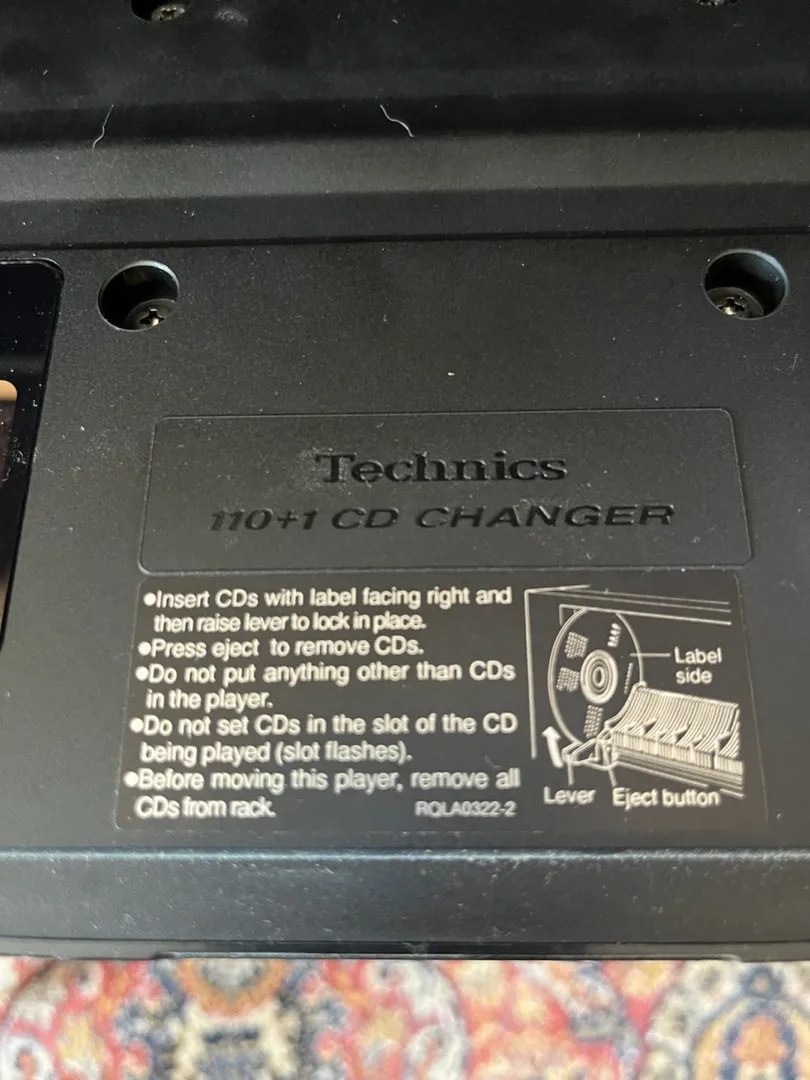 Technics
110+1 CD CHANGER
●Insert CDs with label facing right and
then raise lever to lock in place.
●Press eject to remove CDs.
●Do not put anything other than CDs
in the player.
●Do not set CDs in the slot of the CD
being played (slot flashes).
●Before moving this player, remove all
CDs from rack.
RQLA0322-2
Label
side
Lever
Eject button